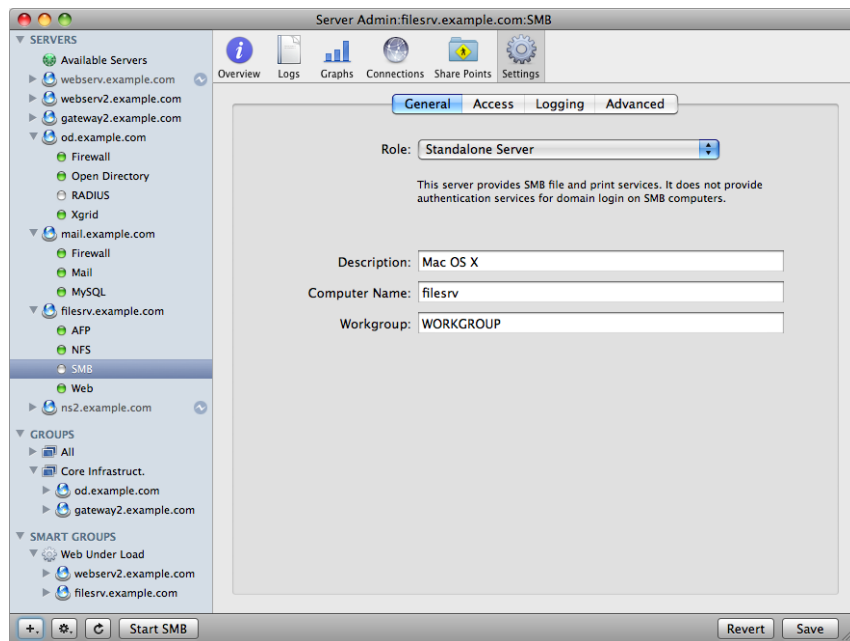 Server Admin:filesrv.example.com:SMB
SERVERS
Available Servers
webserv.example.com
webserv2.example.com
gateway2.example.com
od.example.com
Firewall
Open Directory
RADIUS
Xgrid
mail.example.com
Firewall
Mail
MySQL
filesrv.example.com
AFP
NFS
SMB
Web
ns2.example.com
GROUPS
All
Core Infrastruct.
od.example.com
gateway2.example.com
SMART GROUPS
Web Under Load
webserv2.example.com
filesrv.example.com
Overview Logs Graphs Connections Share Points Settings
General Access Logging Advanced
Role: Standalone Server
This server provides SMB file and print services. It does not provide
authentication services for domain login on SMB computers.
Description: Mac OS X
Computer Name: filesrv
Workgroup: WORKGROUP
Start SMB Revert Save